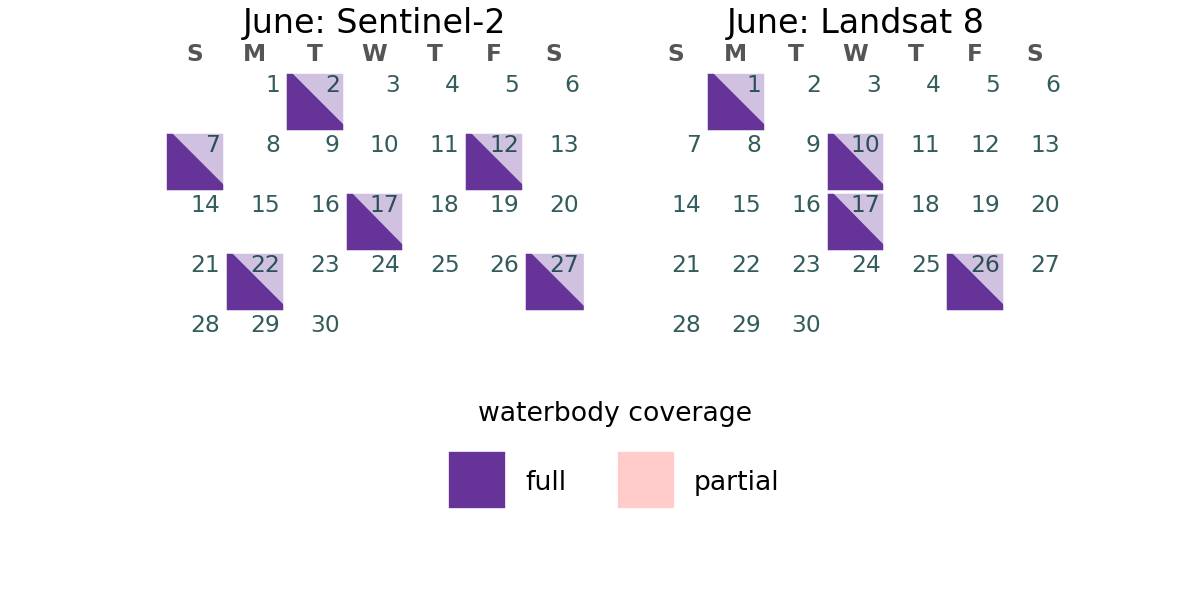 June: Sentinel-2
S M T W T F S
1 2 3 4 5 6
7 8 9 10 11 12 13
14 15 16 17 18 19 20
21 22 23 24 25 26 27
28 29 30
June: Landsat 8
S M T W T F S
1 2 3 4 5 6
7 8 9 10 11 12 13
14 15 16 17 18 19 20
21 22 23 24 25 26 27
28 29 30
waterbody coverage
full partial